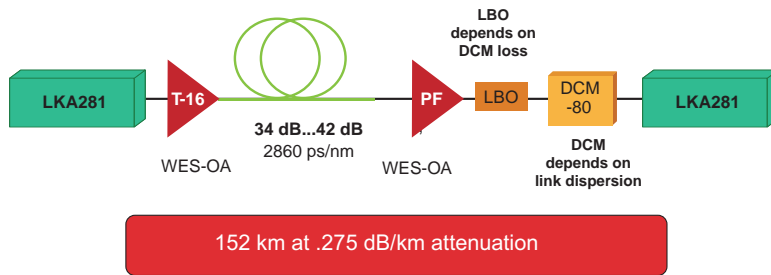 LBO
depends on
DCM loss
LKA281
T-16
PF
LBO
DCM
-80
LKA281
34 dB...42 dB
2860 ps/nm
WES-OA
WES-OA
DCM
depends on
link dispersion
152 km at .275 dB/km attenuation